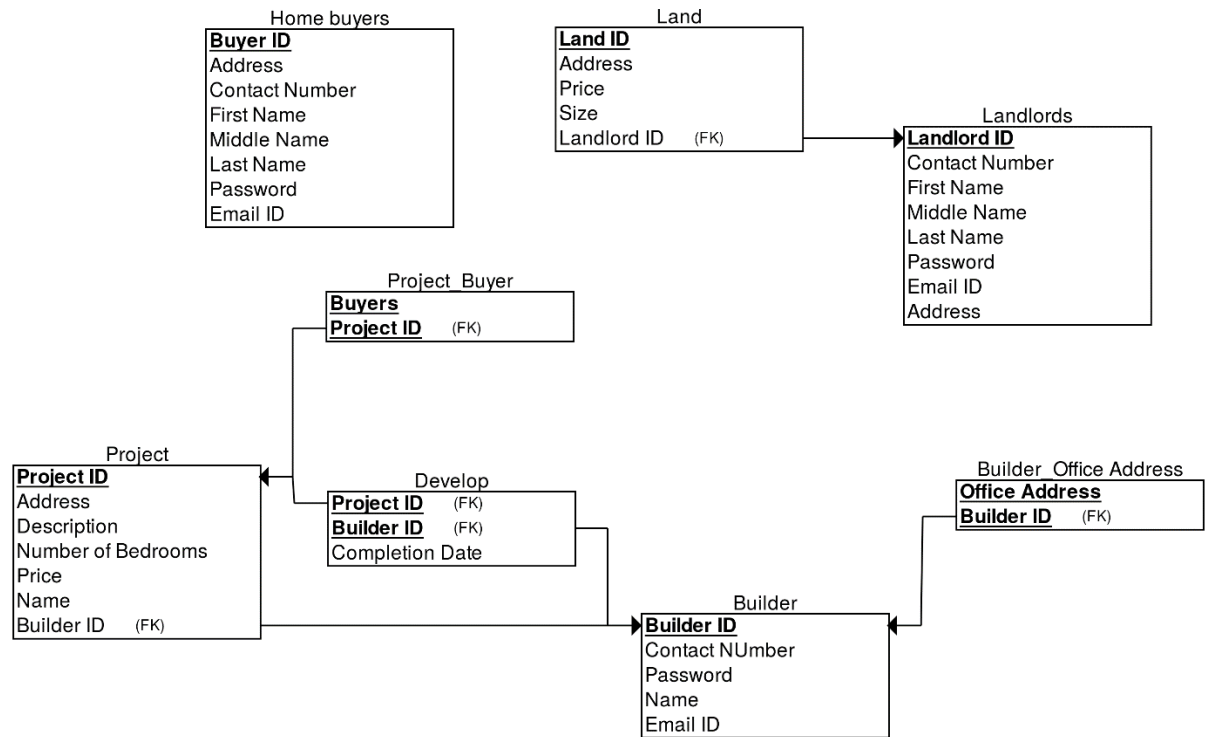 Home buyers
Buyer ID
Address
Contact Number
First Name
Middle Name
Last Name
Password
Email ID
Land
Land ID
Address
Price
Size
Landlord ID (FK)
Landlords
Landlord ID
Contact Number
First Name
Middle Name
Last Name
Password
Email ID
Address
Project_Buyer
Buyers
Project ID (FK)
Project
Project ID
Address
Description
Number of Bedrooms
Price
Name
Builder ID (FK)
Develop
Project ID (FK)
Builder ID (FK)
Completion Date
Builder_Office Address
Office Address
Builder ID (FK)
Builder
Builder ID
Contact NUmber
Password
Name
Email ID